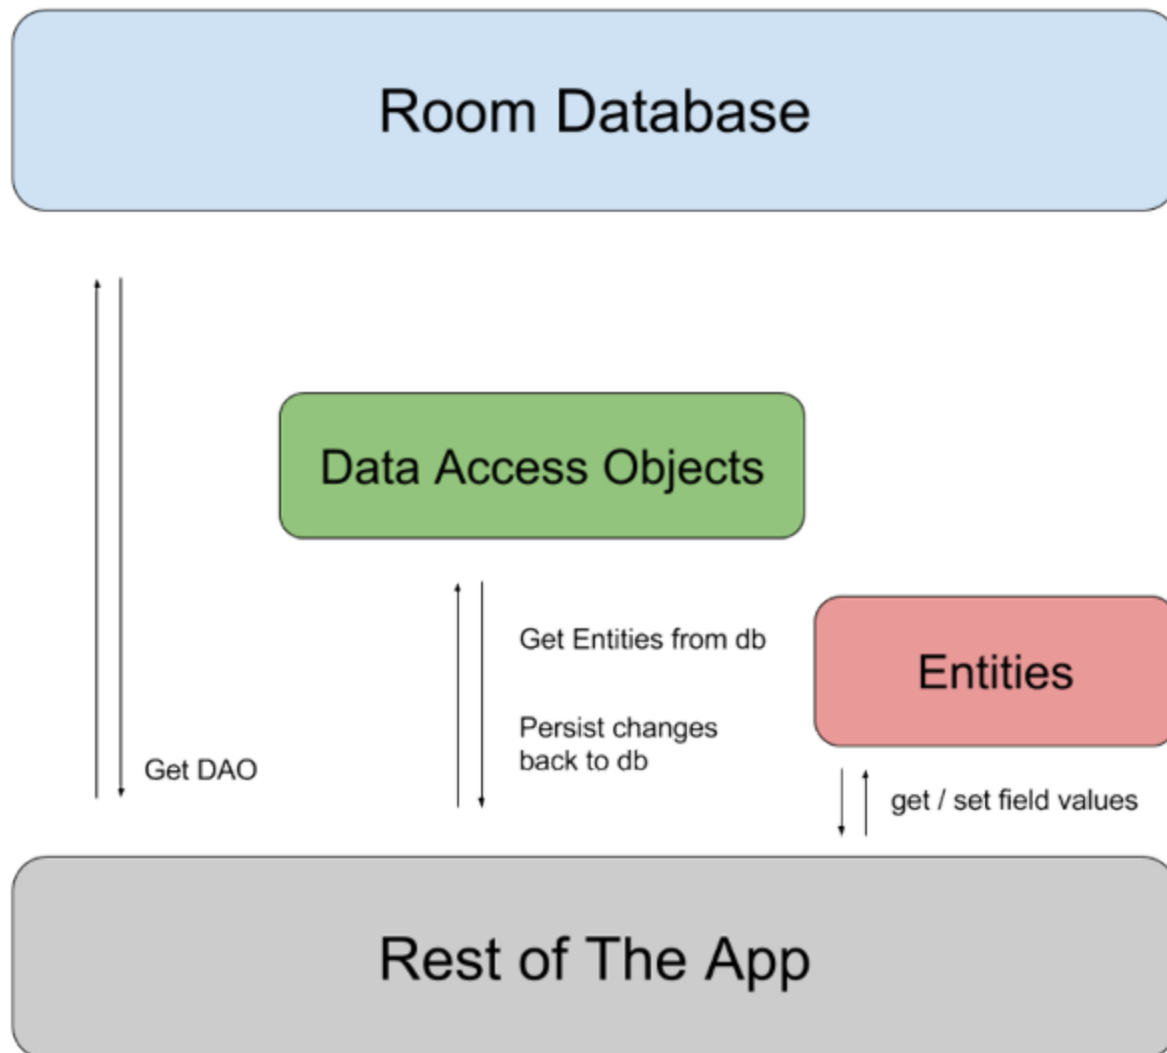 Room Database
Data Access Objects
Get Entities from db
Entities
Persist changes
back to db
Get DAO
get / set field values
Rest of The App